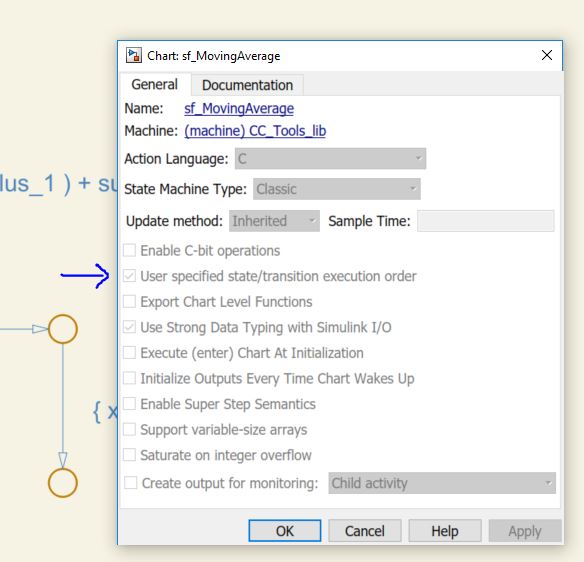 Chart: sf_MovingAverage
General Documentation
Name: sf_MovingAverage
Machine: (machine) CC_Tools_lib
Action Language: C
lus_1 ) + su
State Machine Type: Classic
Update method: Inherited Sample Time:
Enable C-bit operations
User specified state/transition execution order
Export Chart Level Functions
Use Strong Data Typing with Simulink I/O
Execute (enter) Chart At Initialization
Initialize Outputs Every Time Chart Wakes Up
Enable Super Step Semantics
{ x
Support variable-size arrays
Saturate on integer overflow
Create output for monitoring: Child activity
OK Cancel Help Apply